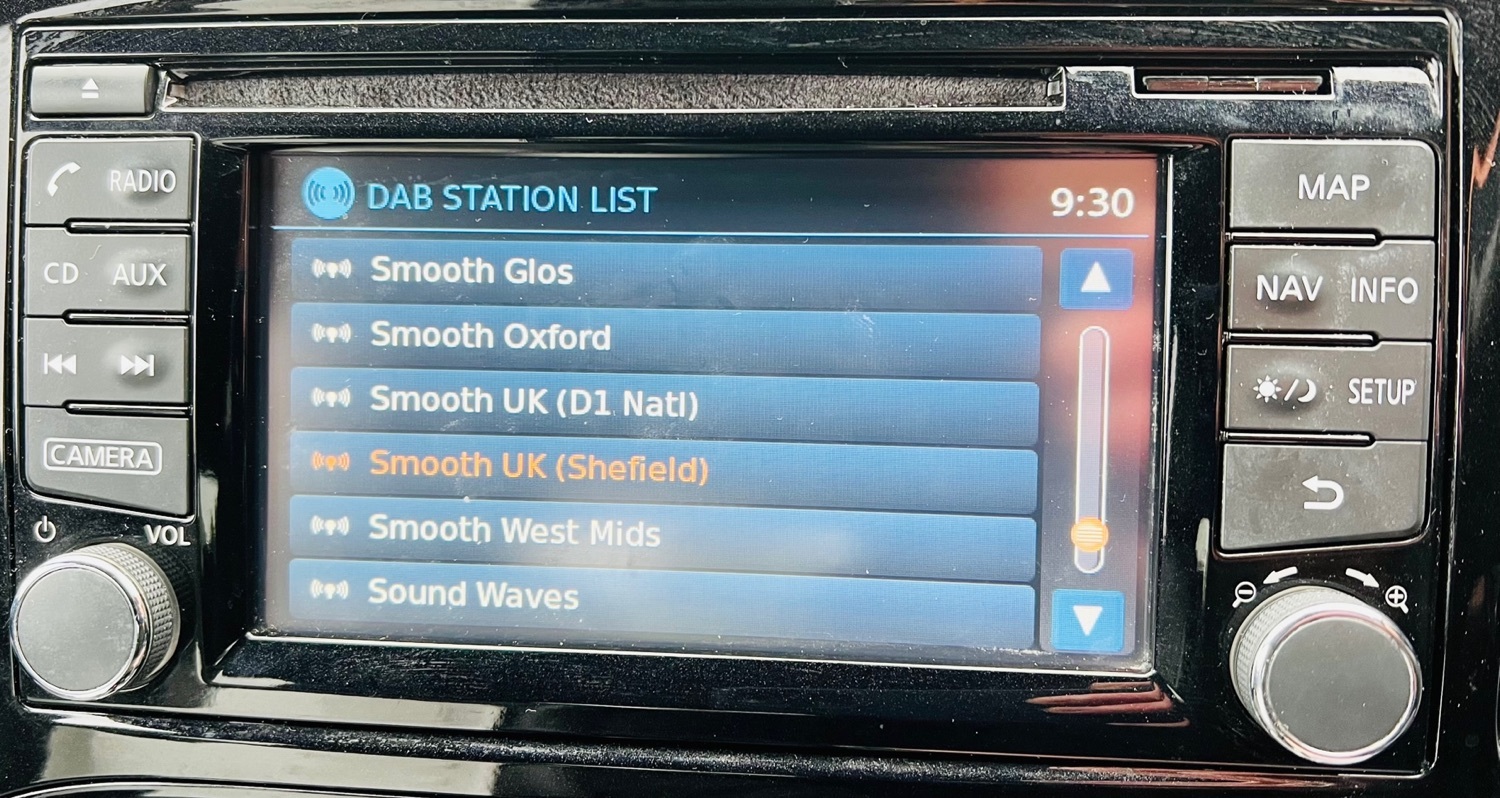 RADIO
CD AUX
CAMERA
VOL
DAB STATION LIST 9:30
Smooth Glos
Smooth Oxford
Smooth UK (D1 Natl)
Smooth UK (Shefield)
Smooth West Mids
Sound Waves
MAP
NAV INFO
SETUP